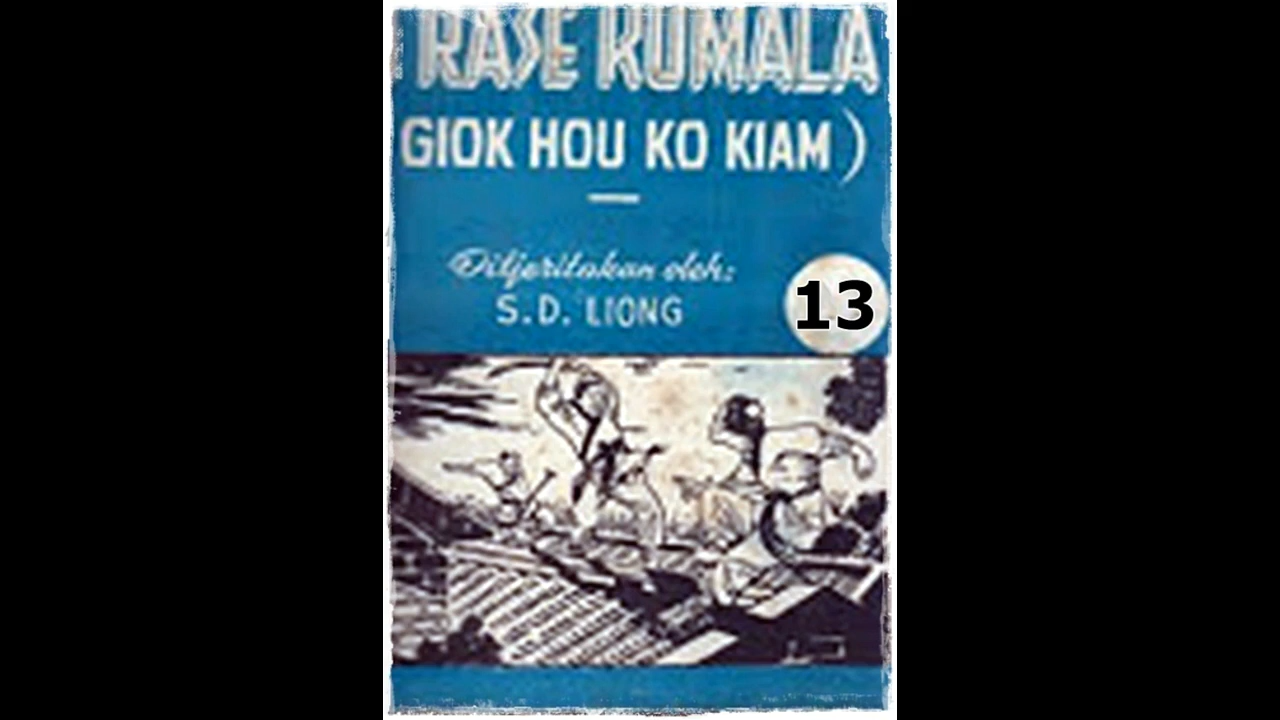 RASE KUMALA
GIOK HOU KO KIAM )
Ditjeritakan oleh:
S.D. LIONG
13